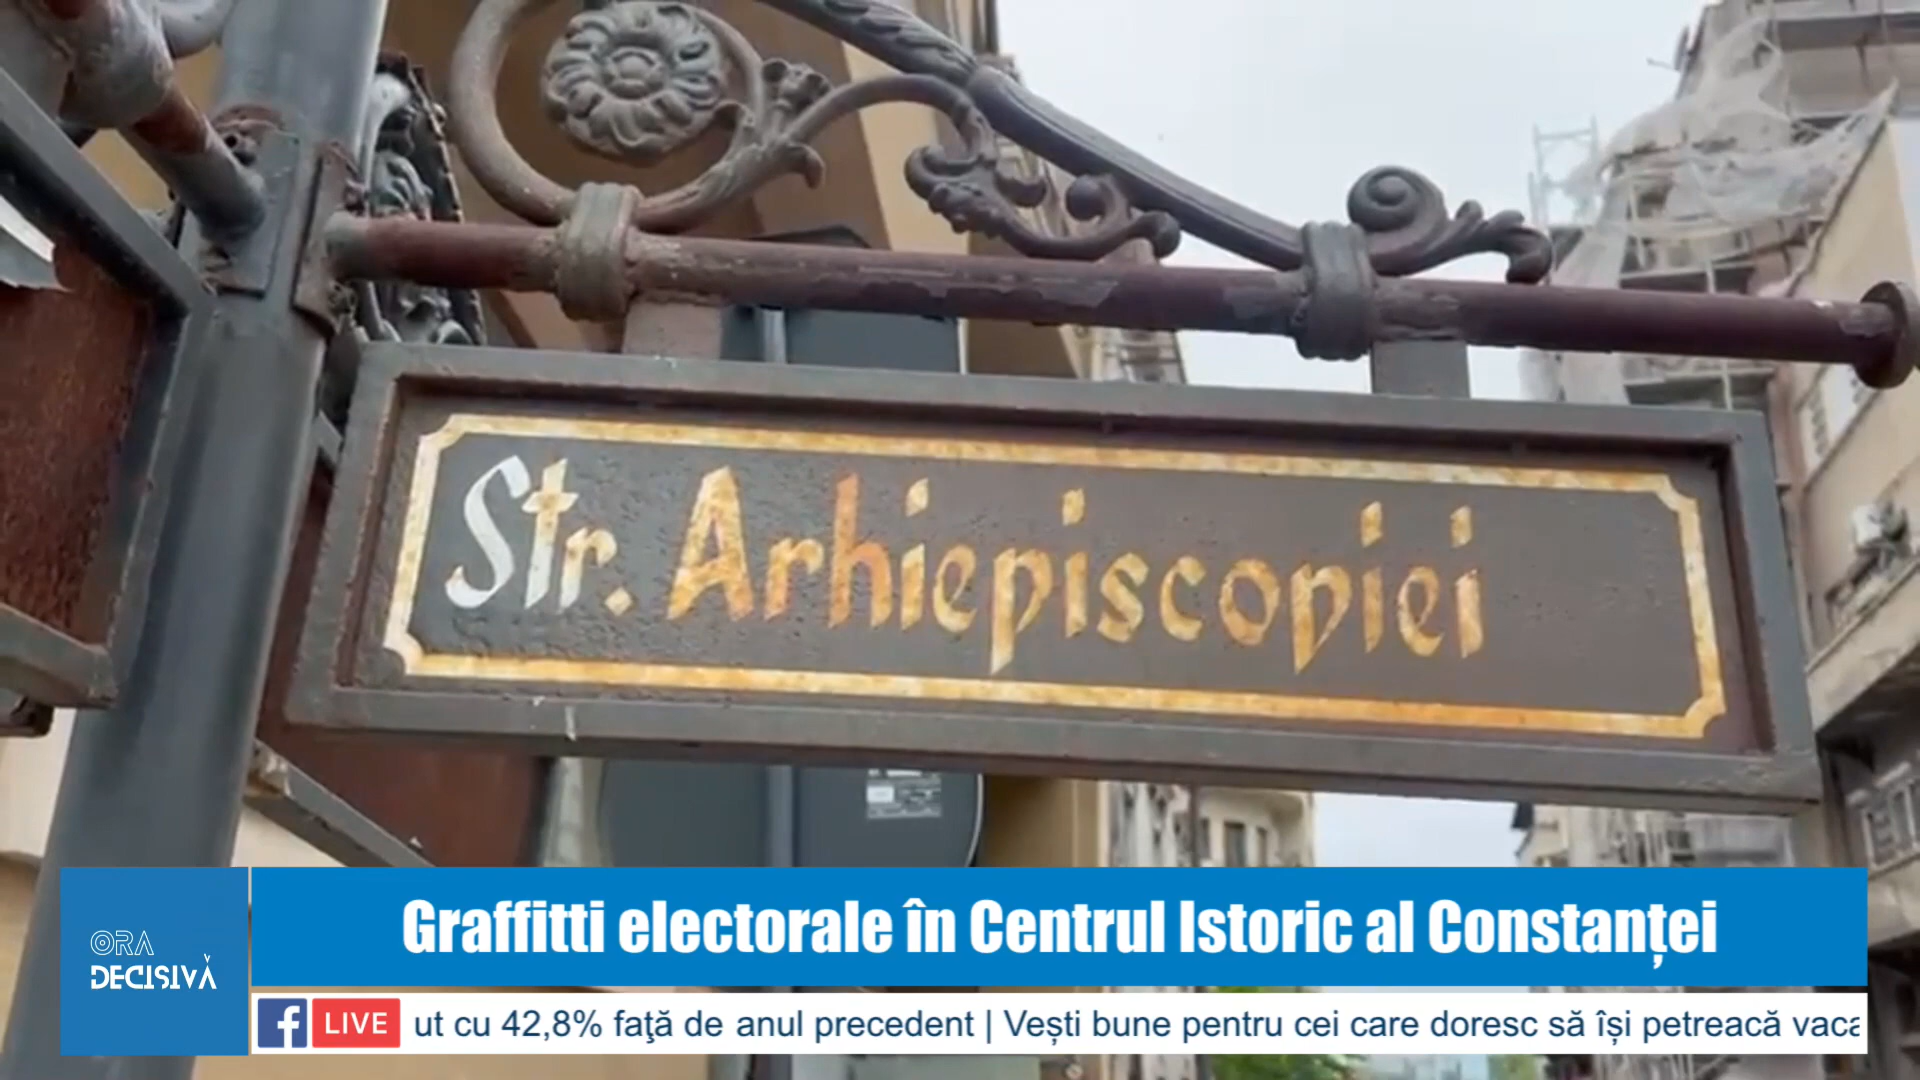 Str. Arhiepiscopiei
Graffitti electorale în Centrul Istoric al Constanței
ORA
DECISIVĂ
LIVE
ut cu 42,8% faţă de anul precedent | Vești bune pentru cei care doresc să își petreacă vaca